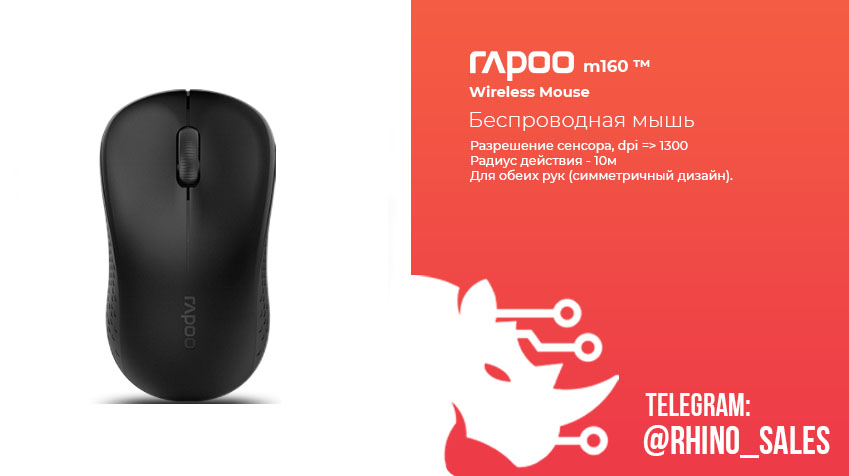 rapoo
rapoo m160 ™
Wireless Mouse
Беспроводная мышь
Разрешение сенсора, dpi => 1300
Радиус действия - 10м
Для обеих рук (симметричный дизайн).
TELEGRAM:
@RHINO_SALES